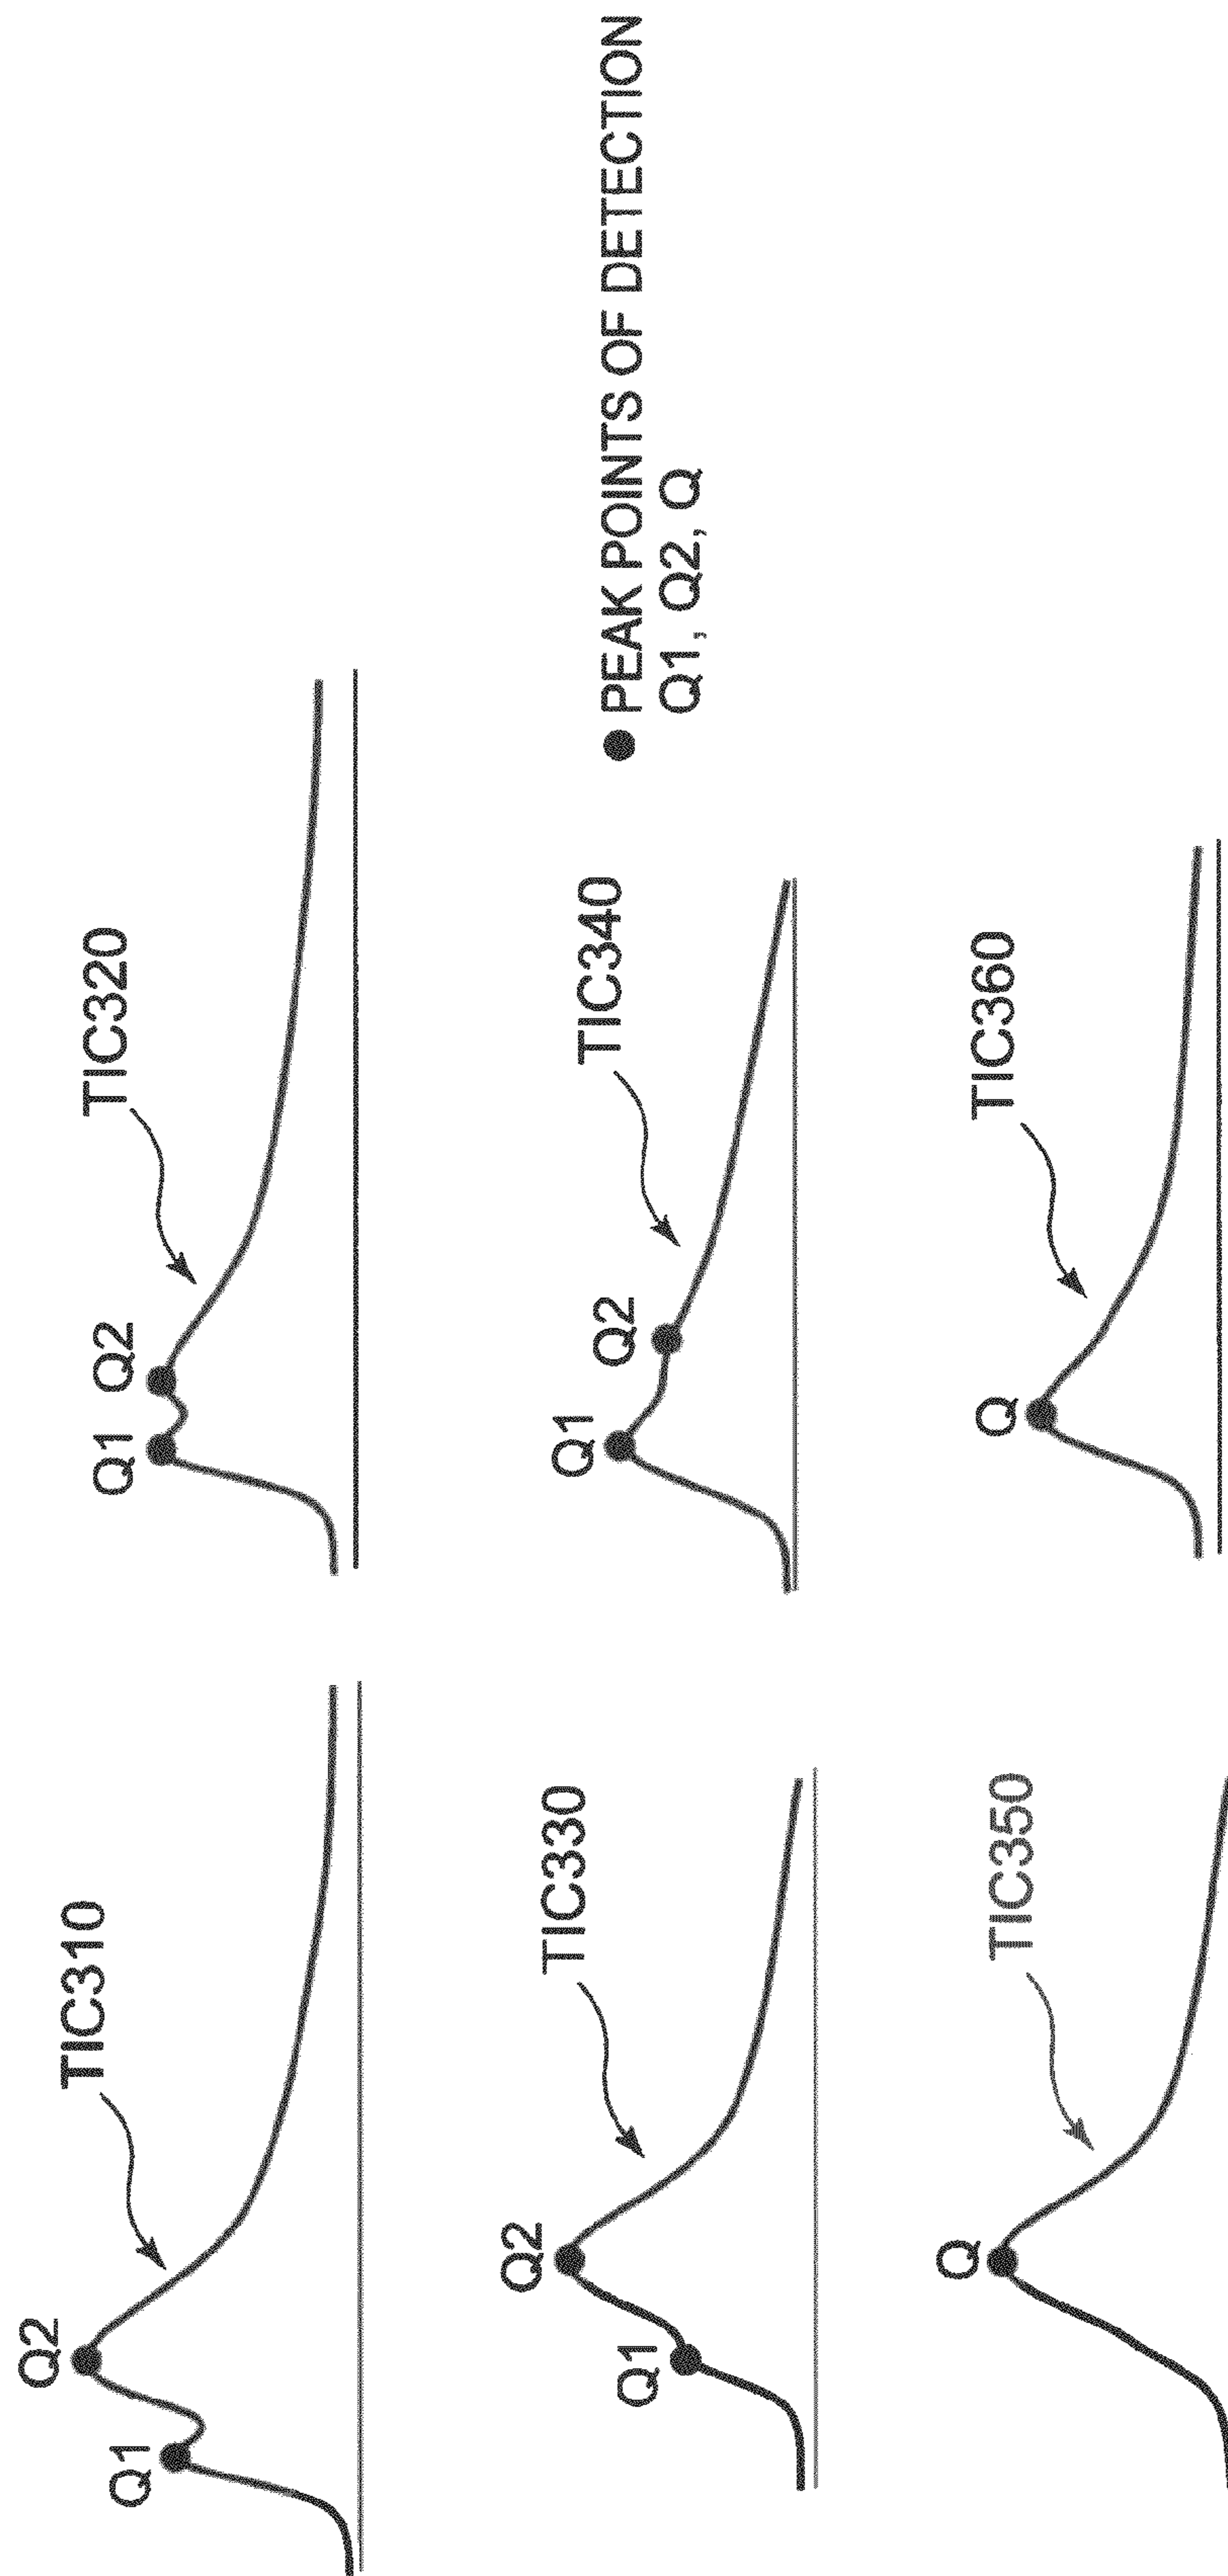 TIC310
Q2
Q1
TIC320
Q1 Q2
TIC330
Q2
Q1
TIC340
Q1
Q2
● PEAK POINTS OF DETECTION
Q1, Q2, Q
TIC350
Q
TIC360
Q